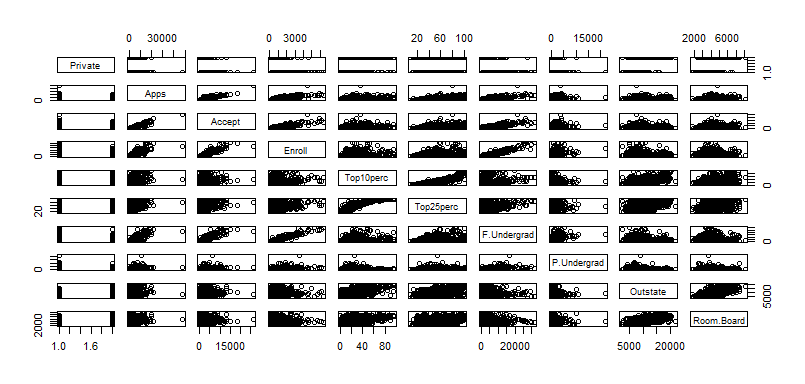 0 30000 0 3000 20 60 100 0 15000 2000 6000
Private 1.0
0 Apps
Accept 0
0 Enroll
Top10perc 0
20 Top25perc
F.Undergrad 0
0 P.Undergrad
Outstate 5000
2000 Room.Board
1.0 1.6 0 15000 0 40 80 0 20000 5000 20000